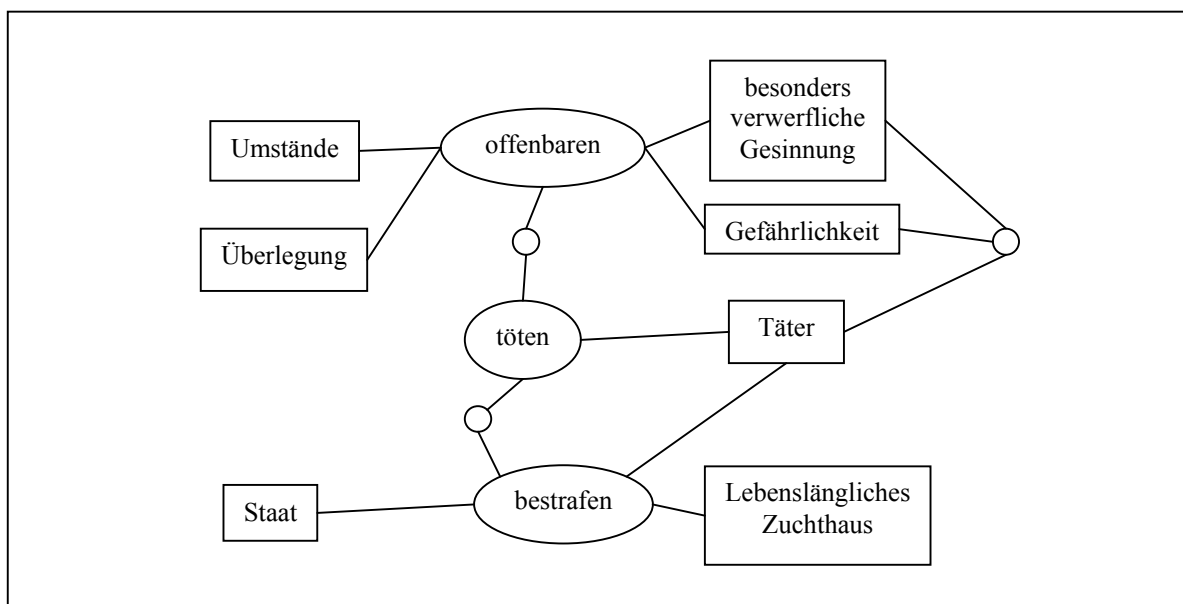 besonders
verwerfliche
Gesinnung
Umstände
offenbaren
Überlegung
Gefährlichkeit
töten
Täter
Staat
bestrafen
Lebenslängliches
Zuchthaus